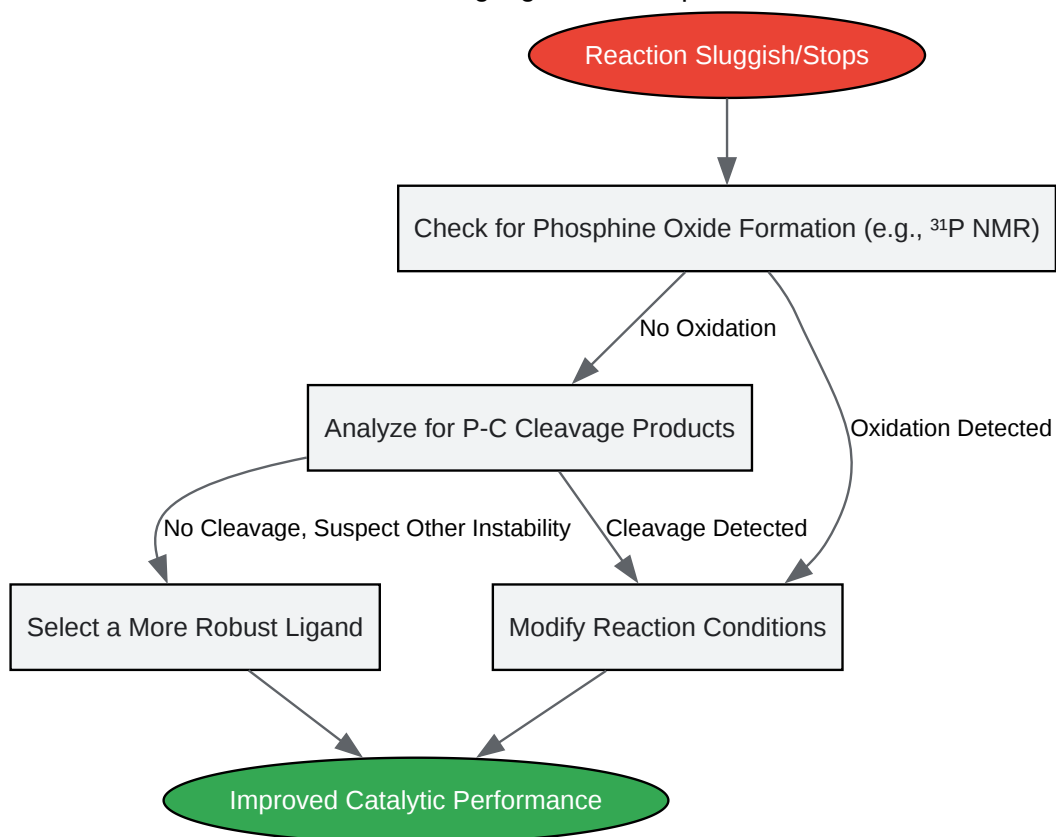 Reaction Sluggish/Stops
Check for Phosphine Oxide Formation (e.g., ³¹P NMR)
No Oxidation
Analyze for P-C Cleavage Products
Oxidation Detected
No Cleavage, Suspect Other Instability
Cleavage Detected
Select a More Robust Ligand
Modify Reaction Conditions
Improved Catalytic Performance